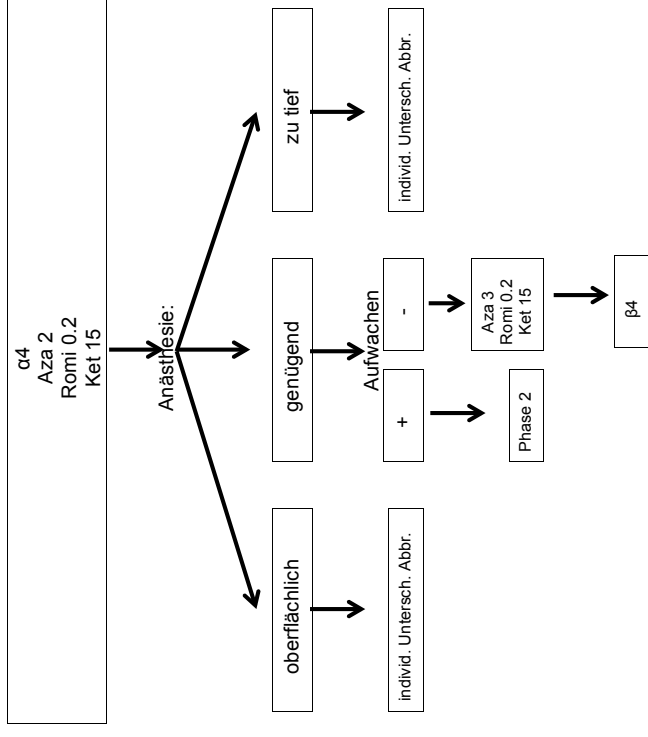 α4
Aza 2
Romi 0.2
Ket 15
Anästhesie:
oberflächlich
genügend
zu tief
individ. Untersch. Abbr.
Aufwachen
individ. Untersch. Abbr.
+
-
Phase 2
Aza 3
Romi 0.2
Ket 15
β4